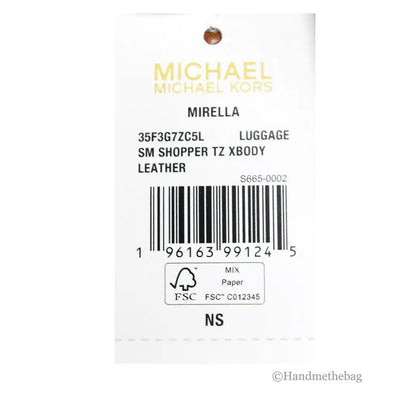 MICHAEL
MICHAEL KORS
MIRELLA
35F3G7ZC5L LUGGAGE
SM SHOPPER TZ XBODY
LEATHER
S665-0002
1 96163 99124 5
FSC
MIX
Paper
FSC™ C012345
NS
©Handmethebag